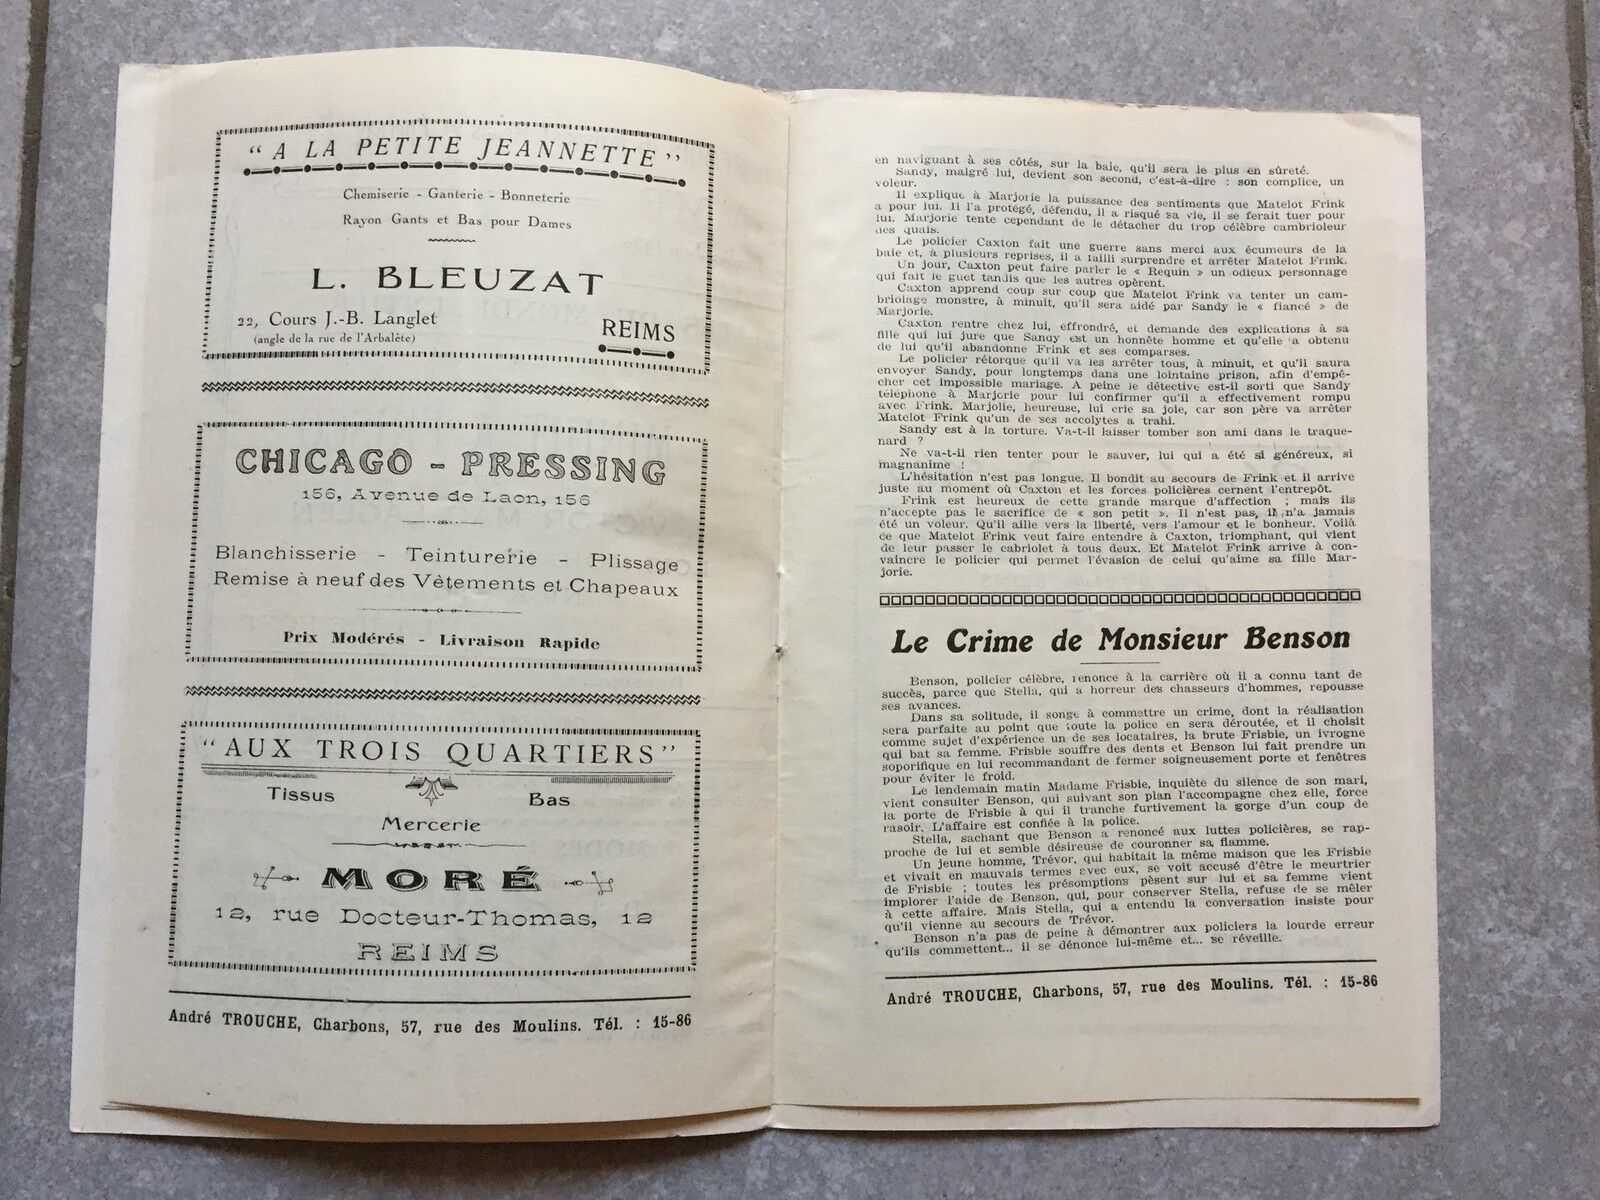 “ A LA PETITE JEANNETTE ”
Chemiserie - Ganterie - Bonneterie
Rayon Gants et Bas pour Dames
L. BLEUZAT
22, Cours J.-B. Langlet
(angle de la rue de l'Arbalète)
REIMS
CHICAGO - PRESSING
156, Avenue de Laon, 156
Blanchisserie - Teinturerie - Plissage
Remise à neuf des Vêtements et Chapeaux
Prix Modérés - Livraison Rapide
“AUX TROIS QUARTIERS”
Tissus Bas
Mercerie
MORÉ
12, rue Docteur-Thomas, 12
REIMS
André TROUCHE, Charbons, 57, rue des Moulins. Tél. : 15-86
en naviguant à ses côtés, sur la baie, qu'il sera le plus en sûreté.
Sandy, malgré lui, devient son second, c'est-à-dire : son complice, un
voleur.
Il explique à Marjorie la puissance des sentiments que Matelot Frink
a pour lui. Il l'a protégé, défendu, il a risqué sa vie, il se ferait tuer pour
lui. Marjorie tente cependant de le détacher du trop célèbre cambrioleur
des quais.
Le policier Caxton fait une guerre sans merci aux écumeurs de la
baie et, à plusieurs reprises, il a failli surprendre et arrêter Matelot Frink.
Un jour, Caxton peut faire parler le « Requin » un odieux personnage
qui fait le guet tandis que les autres opèrent.
Caxton apprend coup sur coup que Matelot Frink va tenter un cam-
briolage monstre, à minuit, qu'il sera aidé par Sandy le « fiancé » de
Marjorie.
Caxton rentre chez lui, effrondré, et demande des explications à sa
fille qui lui jure que Sandy est un honnête homme et qu'elle a obtenu
de lui qu'il abandonne Frink et ses comparses.
Le policier rétorque qu'il va les arrêter tous, à minuit, et qu'il saura
envoyer Sandy, pour longtemps dans une lointaine prison, afin d'empê-
cher cet impossible mariage. A peine le détective est-il sorti que Sandy
téléphone à Marjorie pour lui confirmer qu'il a effectivement rompu
avec Frink. Marjolie, heureuse, lui crie sa joie, car son père va arrêter
Matelot Frink qu'un de ses accolytes a trahi.
Sandy est à la torture. Va-t-il laisser tomber son ami dans le traque-
nard ?
Ne va-t-il rien tenter pour le sauver, lui qui a été si généreux, si
magnanime !
L'hésitation n'est pas longue. Il bondit au secours de Frink et il arrive
juste au moment où Caxton et les forces policières cernent l'entrepôt.
Frink est heureux de cette grande marque d'affection ; mais ils
n'accepte pas le sacrifice de « son petit ». Il n'est pas, il n'a jamais
été un voleur. Qu'il aille vers la liberté, vers l'amour et le bonheur. Voilà
ce que Matelot Frink veut faire entendre à Caxton, triomphant, qui vient
de leur passer le cabriolet à tous deux. Et Matelot Frink arrive à con-
vaincre le policier qui permet l'évasion de celui qu'aime sa fille Mar-
jorie.
Le Crime de Monsieur Benson
Benson, policier célèbre, renonce à la carrière où il a connu tant de
succès, parce que Stella, qui a horreur des chasseurs d'hommes, repousse
ses avances.
Dans sa solitude, il songe à commettre un crime, dont la réalisation
sera parfaite au point que toute la police en sera déroutée, et il choisit
comme sujet d'expérience un de ses locataires, la brute Frisbie, un ivrogne
qui bat sa femme. Frisbie souffre des dents et Benson lui fait prendre un
soporifique en lui recommandant de fermer soigneusement porte et fenêtres
pour éviter le froid.
Le lendemain matin Madame Frisbie, inquiète du silence de son mari,
vient consulter Benson, qui suivant son plan l'accompagne chez elle, force
la porte de Frisbie à qui il tranche furtivement la gorge d'un coup de
rasoir. L'affaire est confiée à la police.
Stella, sachant que Benson a renoncé aux luttes policières, se rap-
proche de lui et semble désireuse de couronner sa flamme.
Un jeune homme, Trévor, qui habitait la même maison que les Frisbie
et vivait en mauvais termes avec eux, se voit accusé d'être le meurtrier
de Frisbie ; toutes les présomptions pèsent sur lui et sa femme vient
implorer l'aide de Benson, qui, pour conserver Stella, refuse de se mêler
à cette affaire. Mais Stella, qui a entendu la conversation insiste pour
qu'il vienne au secours de Trévor.
Benson n'a pas de peine à démontrer aux policiers la lourde erreur
qu'ils commettent... il se dénonce lui-même et... se réveille.
André TROUCHE, Charbons, 57, rue des Moulins. Tél. : 15-86